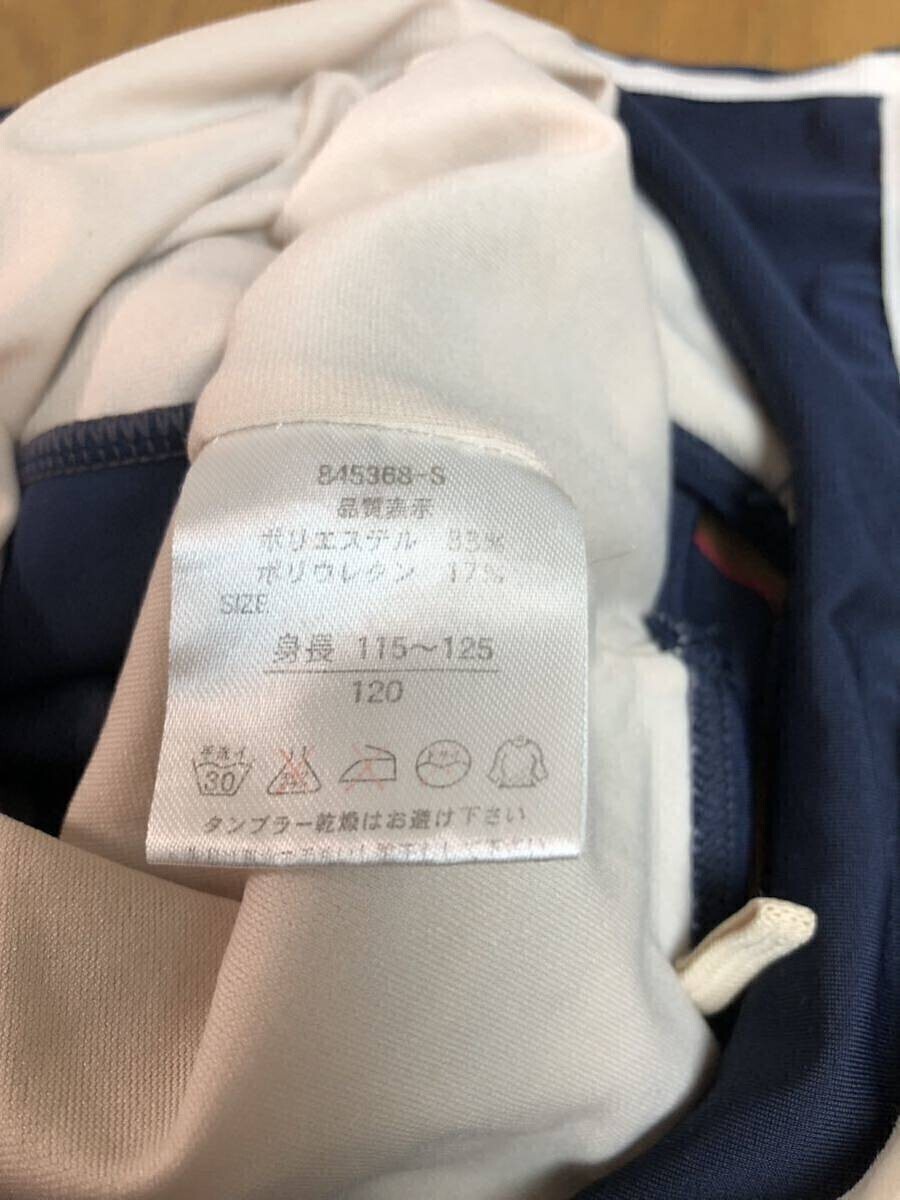 845368-S
品質表示
ポリエステル 83%
ポリウレタン 17%
SIZE
身長 115〜125
120
手洗イ
30
タンブラー乾燥はお避け下さい